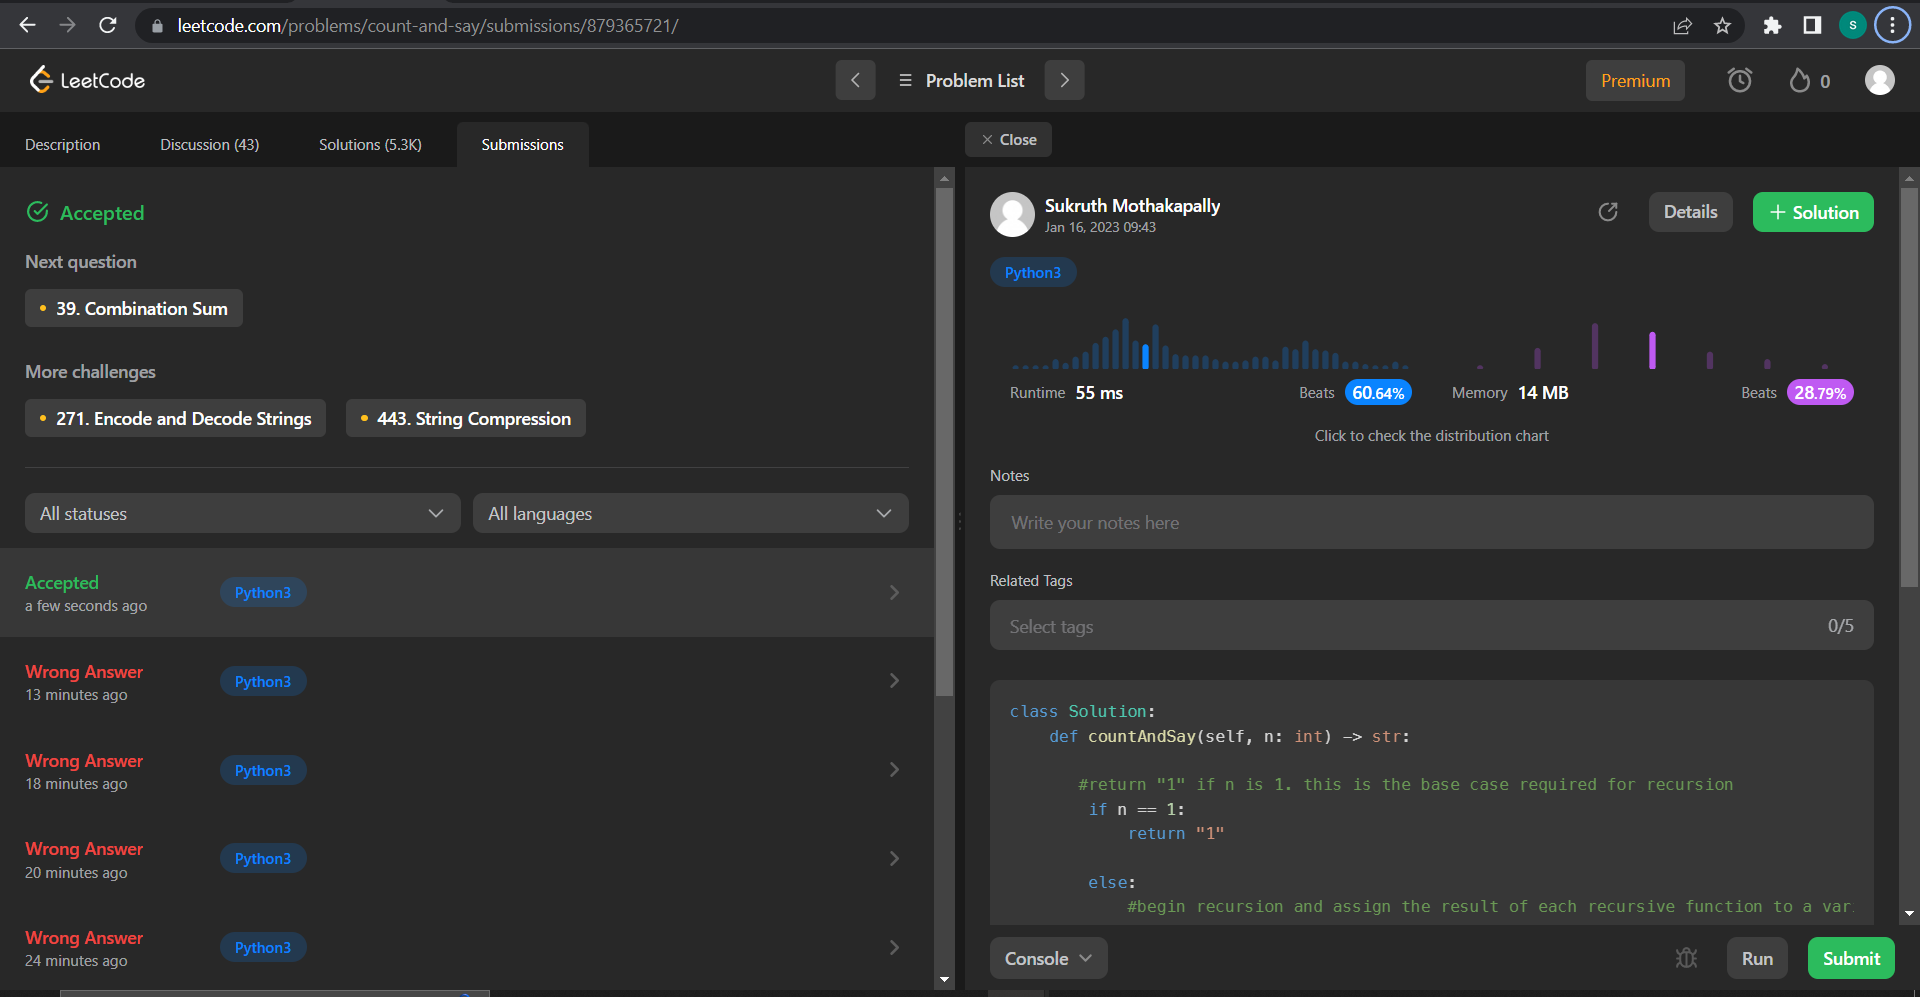 leetcode.com/problems/count-and-say/submissions/879365721/
S
LeetCode
Problem List
Premium
0
Description
Discussion (43)
Solutions (5.3K)
Submissions
Close
Accepted
Next question
39. Combination Sum
More challenges
271. Encode and Decode Strings
443. String Compression
All statuses
All languages
Accepted
a few seconds ago
Python3
Wrong Answer
13 minutes ago
Python3
Wrong Answer
18 minutes ago
Python3
Wrong Answer
20 minutes ago
Python3
Wrong Answer
24 minutes ago
Python3
Sukruth Mothakapally
Jan 16, 2023 09:43
Details
+ Solution
Python3
Runtime 55 ms
Beats 60.64%
Memory 14 MB
Beats 28.79%
Click to check the distribution chart
Notes
Write your notes here
Related Tags
Select tags
0/5
class Solution:
def countAndSay(self, n: int) -> str:
#return "1" if n is 1. this is the base case required for recursion
if n == 1:
return "1"
else:
#begin recursion and assign the result of each recursive function to a var
Console
Run
Submit